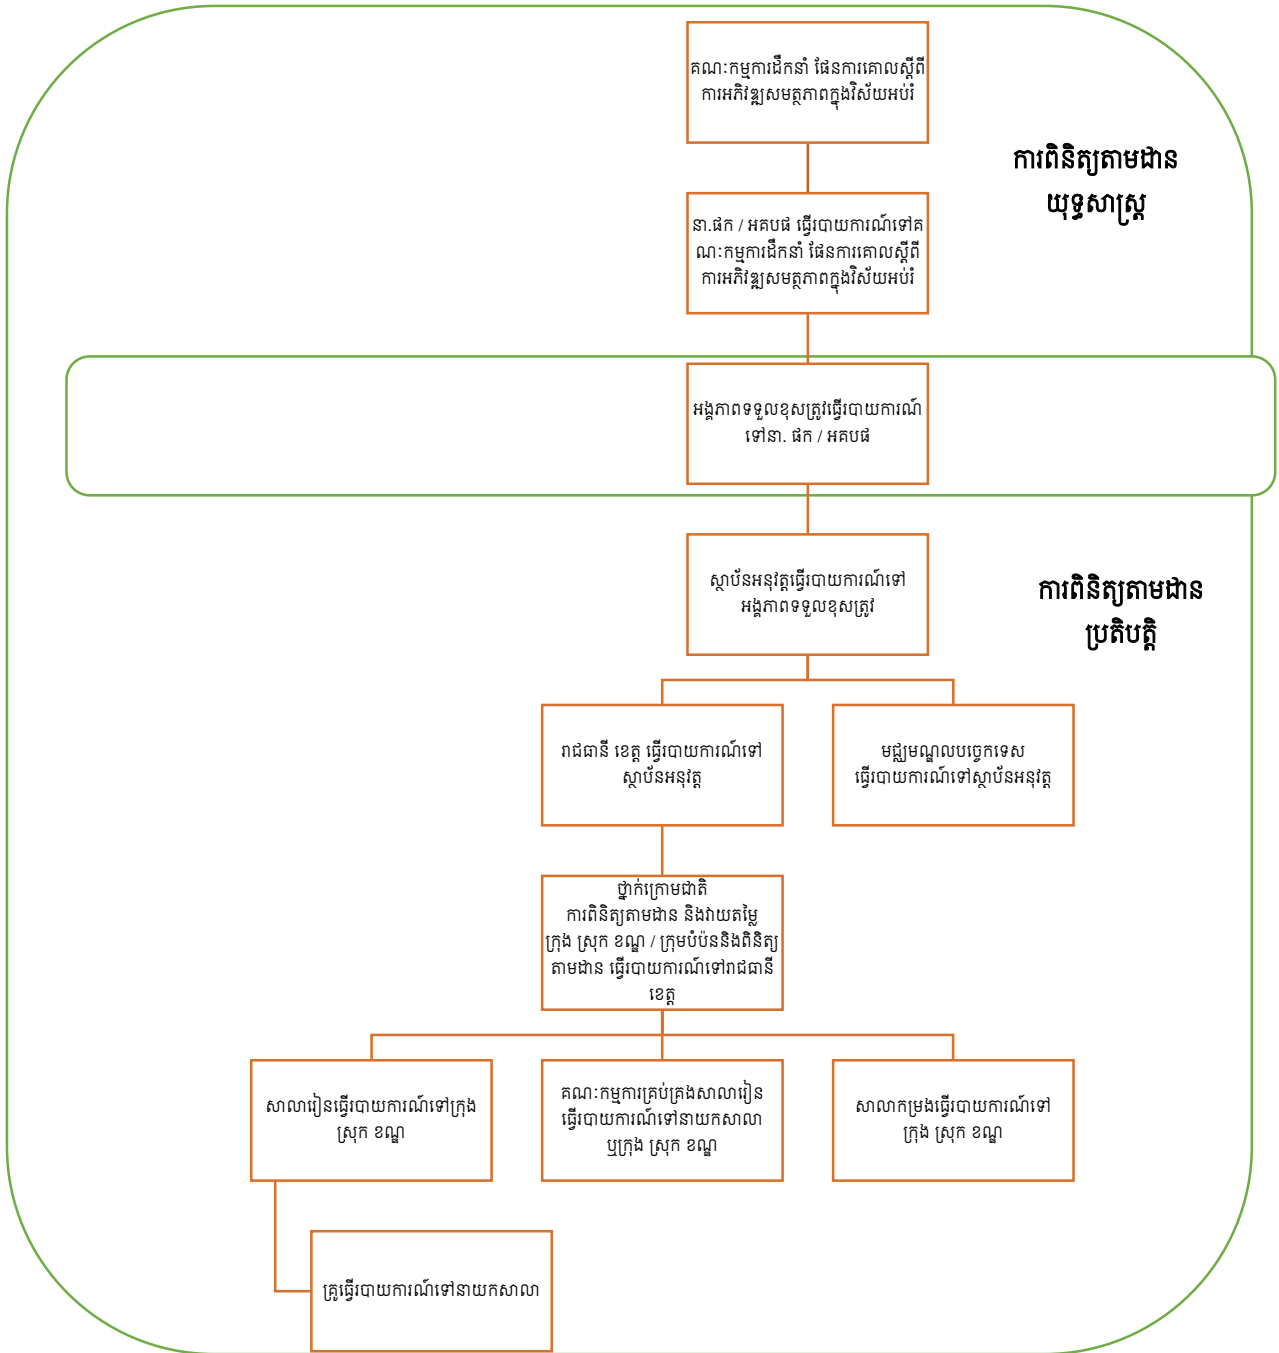 គណៈកម្មការដឹកនាំ ផែនការគោលស្តីពី
ការអភិវឌ្ឍសមត្ថភាពក្នុងវិស័យអប់រំ
ការពិនិត្យតាមដាន
យុទ្ធសាស្ត្រ
នា.ផក / អគបផ ធ្វើរបាយការណ៍ទៅគ
ណៈកម្មការដឹកនាំ ផែនការគោលស្តីពី
ការអភិវឌ្ឍសមត្ថភាពក្នុងវិស័យអប់រំ
អង្គភាពទទួលខុសត្រូវធ្វើរបាយការណ៍
ទៅនា. ផក / អគបផ
ស្ថាប័នអនុវត្តធ្វើរបាយការណ៍ទៅ
អង្គភាពទទួលខុសត្រូវ
ការពិនិត្យតាមដាន
ប្រតិបត្តិ
រាជធានី ខេត្ត ធ្វើរបាយការណ៍ទៅ
ស្ថាប័នអនុវត្ត
មជ្ឈមណ្ឌលបច្ចេកទេស
ធ្វើរបាយការណ៍ទៅស្ថាប័នអនុវត្ត
ថ្នាក់ក្រោមជាតិ
ការពិនិត្យតាមដាន និងវាយតម្លៃ
ក្រុង ស្រុក ខណ្ឌ / ក្រុមបំប៉ននិងពិនិត្យ
តាមដាន ធ្វើរបាយការណ៍ទៅរាជធានី
ខេត្ត
សាលារៀនធ្វើរបាយការណ៍ទៅក្រុង
ស្រុក ខណ្ឌ
គណៈកម្មការគ្រប់គ្រងសាលារៀន
ធ្វើរបាយការណ៍ទៅនាយកសាលា
ឬក្រុង ស្រុក ខណ្ឌ
សាលាកម្រងធ្វើរបាយការណ៍ទៅ
ក្រុង ស្រុក ខណ្ឌ
គ្រូធ្វើរបាយការណ៍ទៅនាយកសាលា